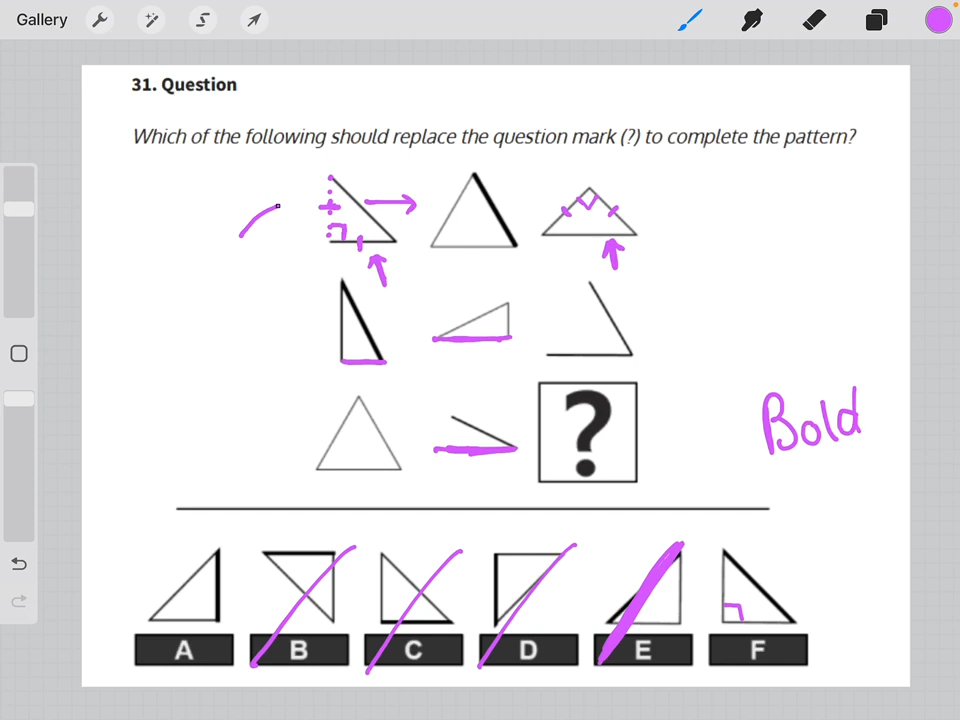 Gallery
31. Question
Which of the following should replace the question mark (?) to complete the pattern?
?
Bold
A B C D E F